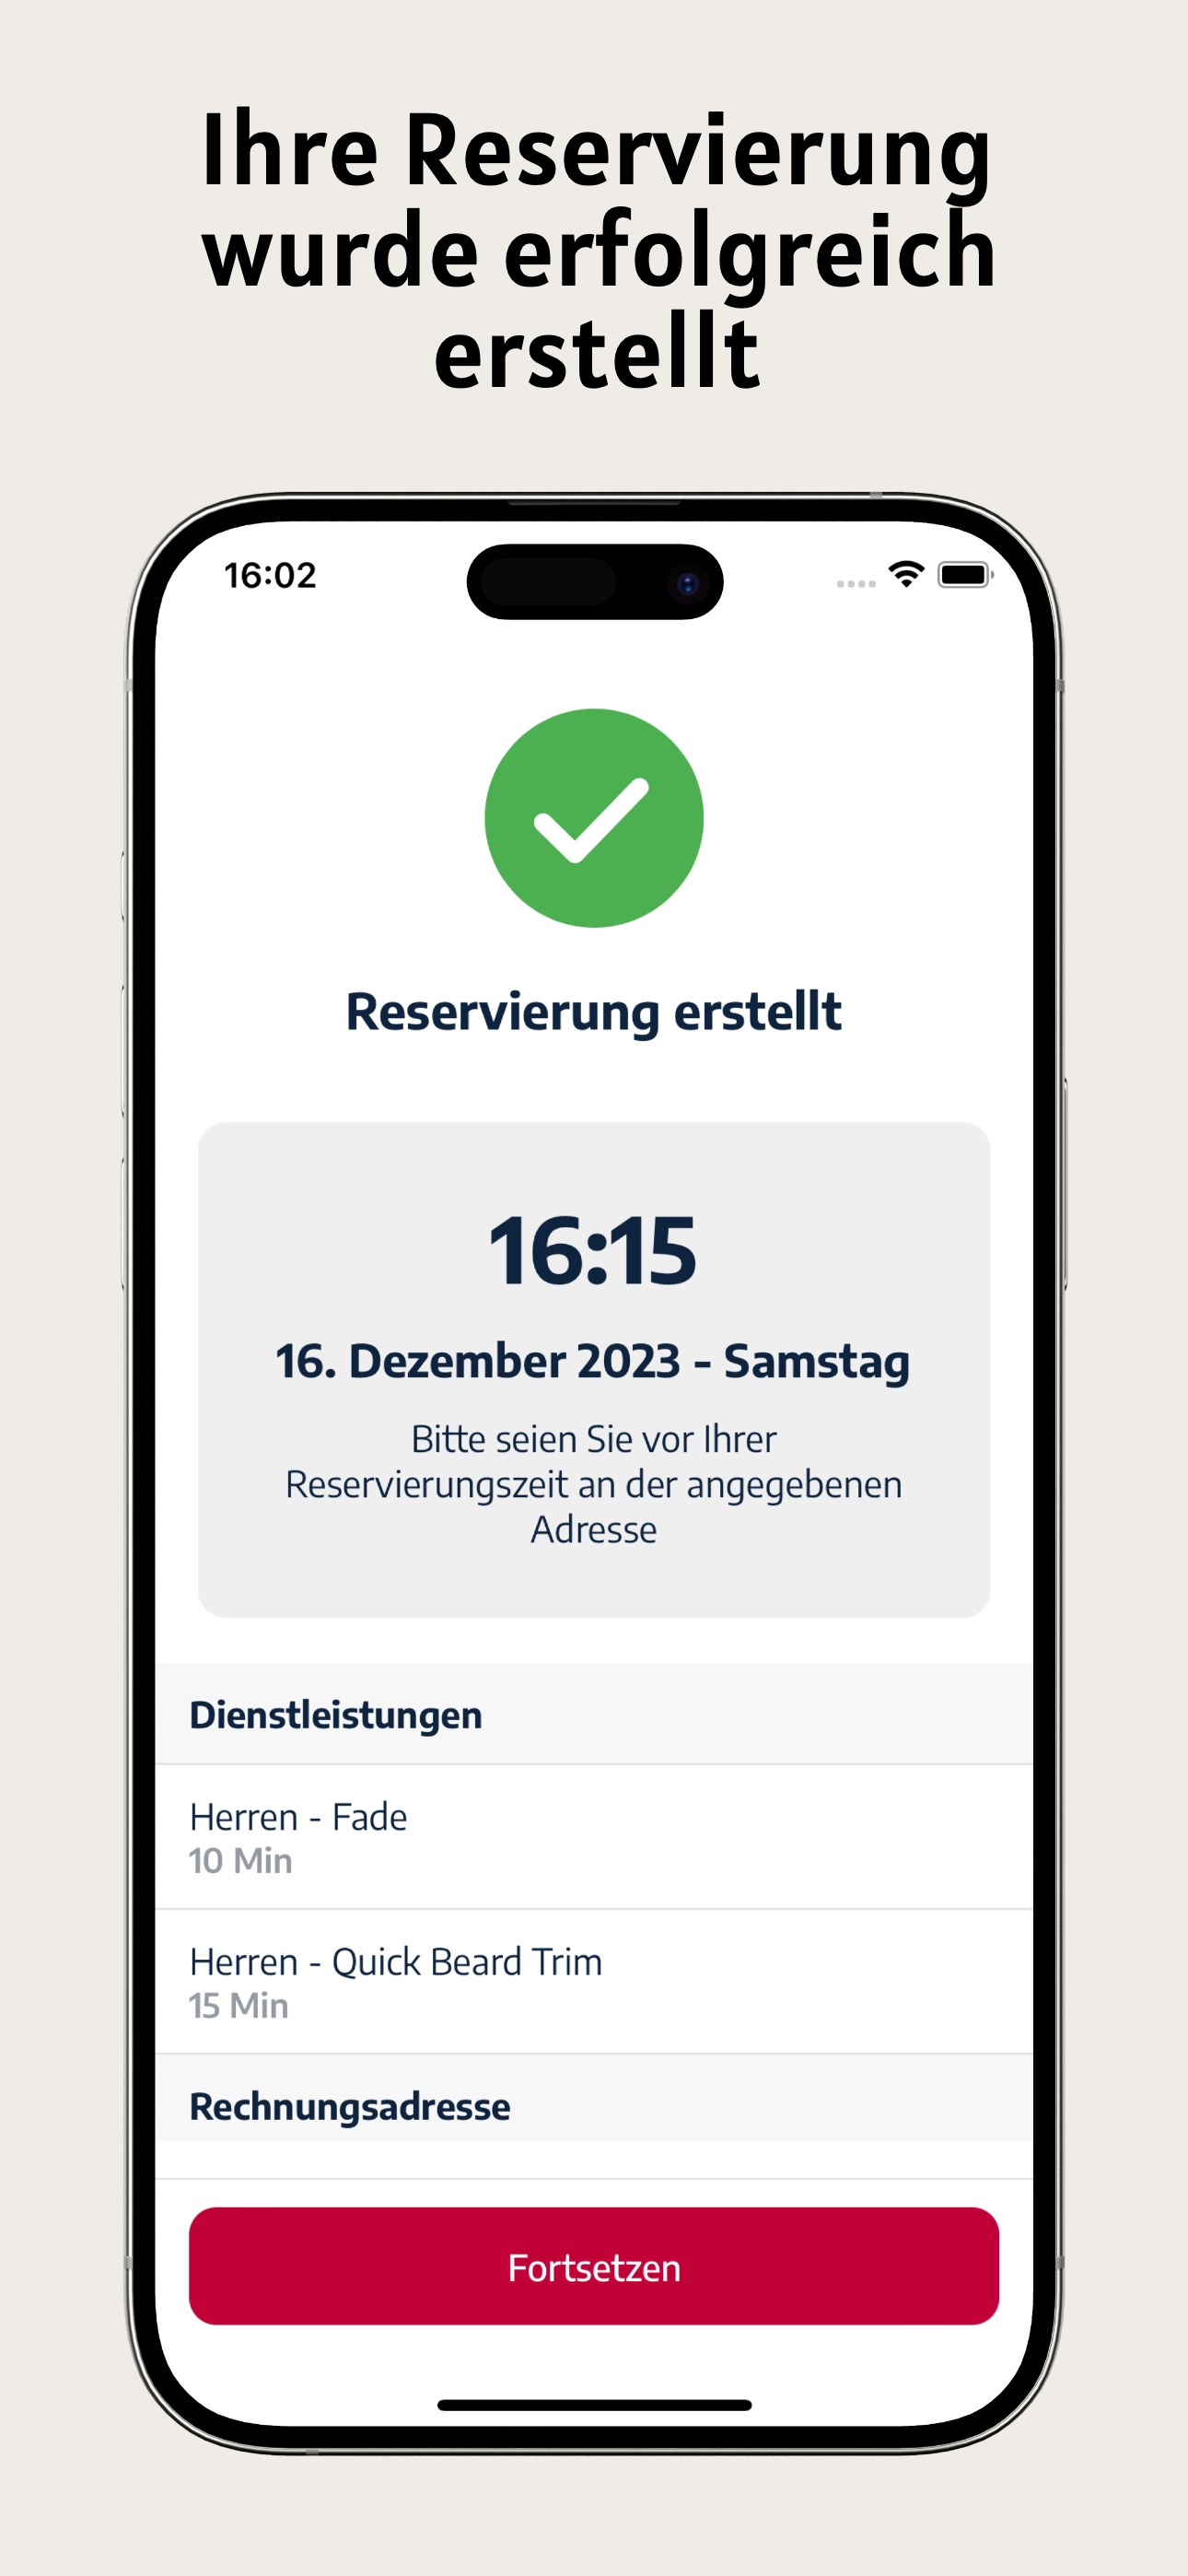 Ihre Reservierung
wurde erfolgreich
erstellt
16:02
Reservierung erstellt
16:15
16. Dezember 2023 - Samstag
Bitte seien Sie vor Ihrer
Reservierungszeit an der angegebenen
Adresse
Dienstleistungen
Herren - Fade
10 Min
Herren - Quick Beard Trim
15 Min
Rechnungsadresse
Fortsetzen